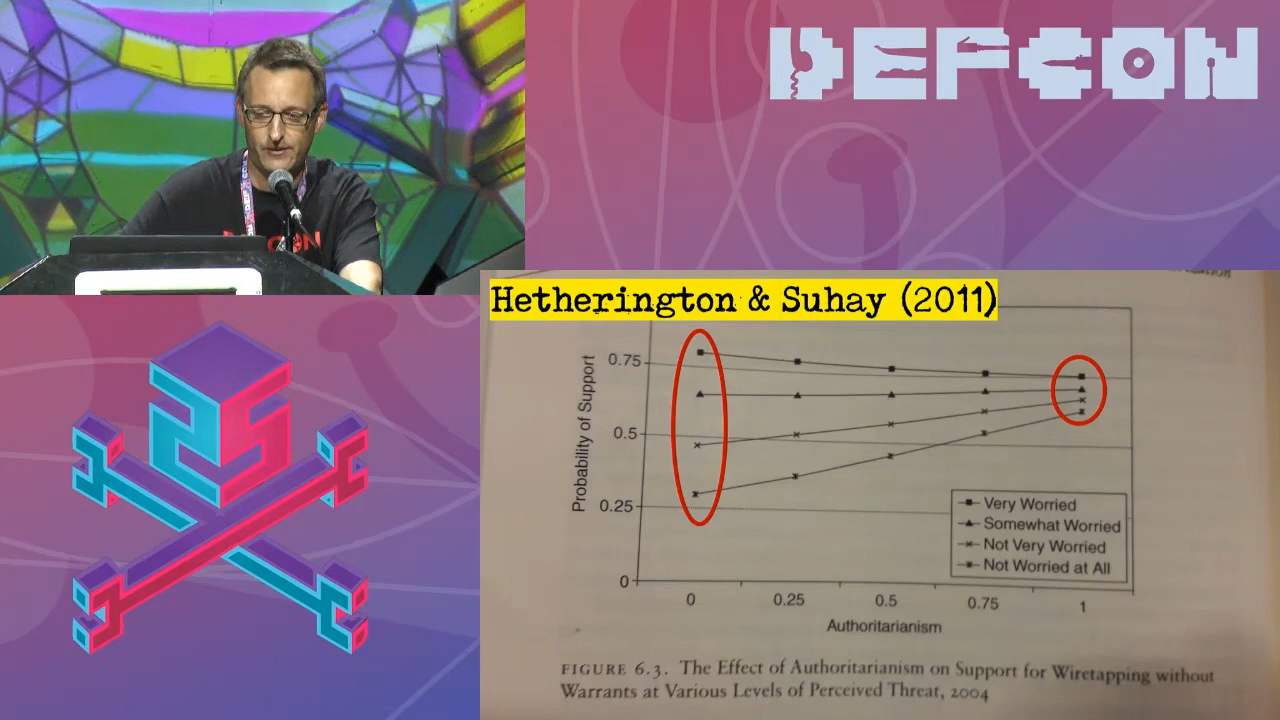 DEFCON
Hetherington & Suhay (2011)
Probability of Support
0.75
0.5
0.25
0
0
0.25
0.5
0.75
1
Authoritarianism
Very Worried
Somewhat Worried
Not Very Worried
Not Worried at All
FIGURE 6.3. The Effect of Authoritarianism on Support for Wiretapping without
Warrants at Various Levels of Perceived Threat, 2004